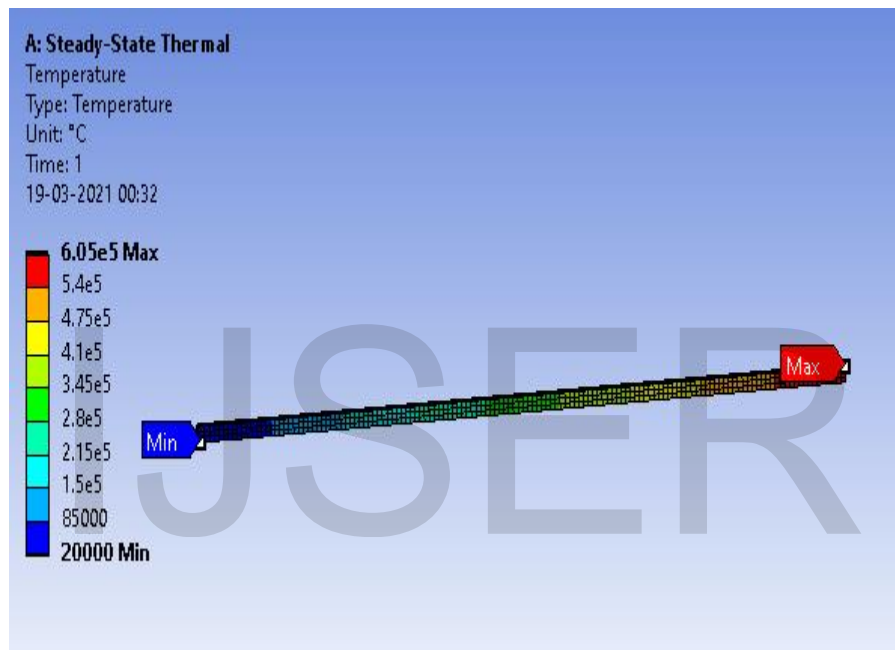 A: Steady-State Thermal
Temperature
Type: Temperature
Unit: °C
Time: 1
19-03-2021 00:32
6.05e5 Max
5.4e5
4.75e5
4.1e5
3.45e5
2.8e5
2.15e5
1.5e5
85000
20000 Min
Max
Min
IJSER